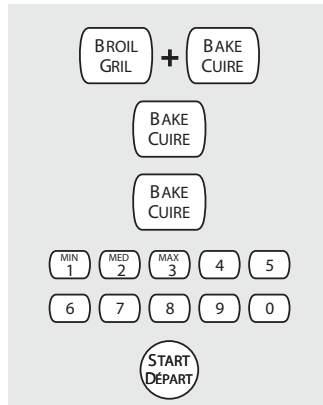 BROIL GRIL + BAKE CUIRE
BAKE
CUIRE
BAKE
CUIRE
MIN 1 MED 2 MAX 3 4 5
6 7 8 9 0
START
DÉPART